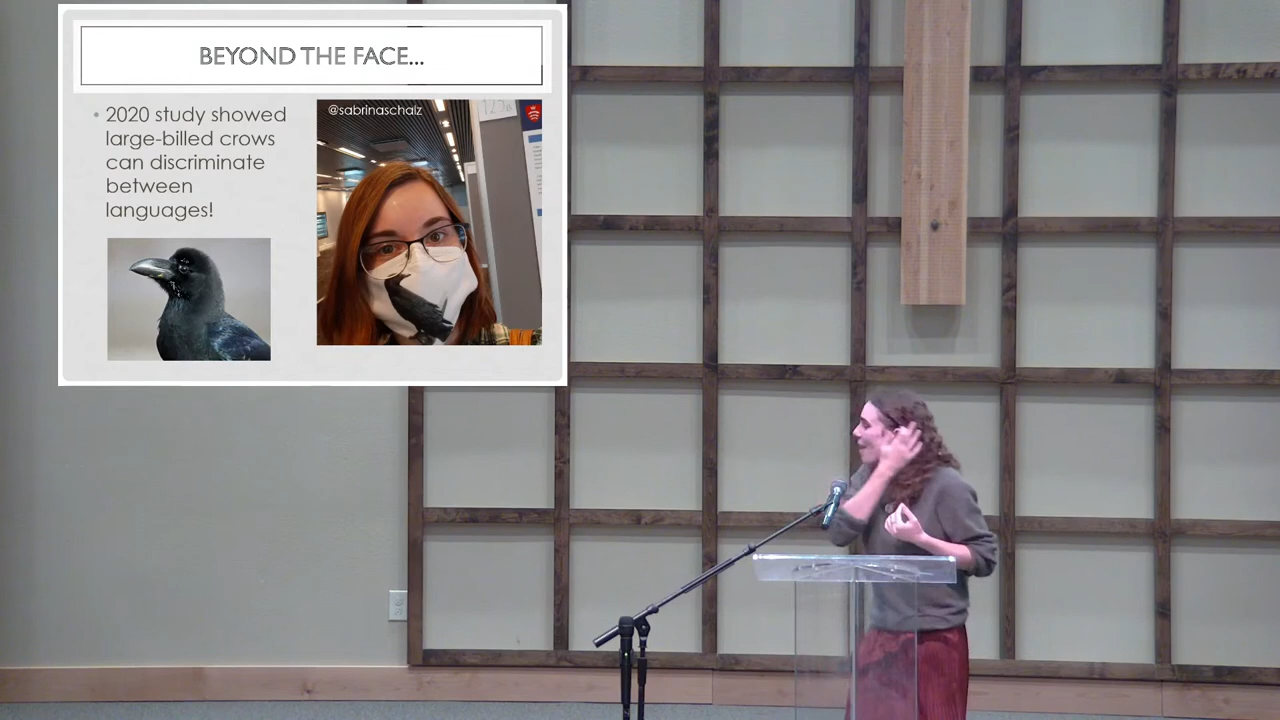 BEYOND THE FACE...
• 2020 study showed
large-billed crows
can discriminate
between
languages!
@sabrinaschalz